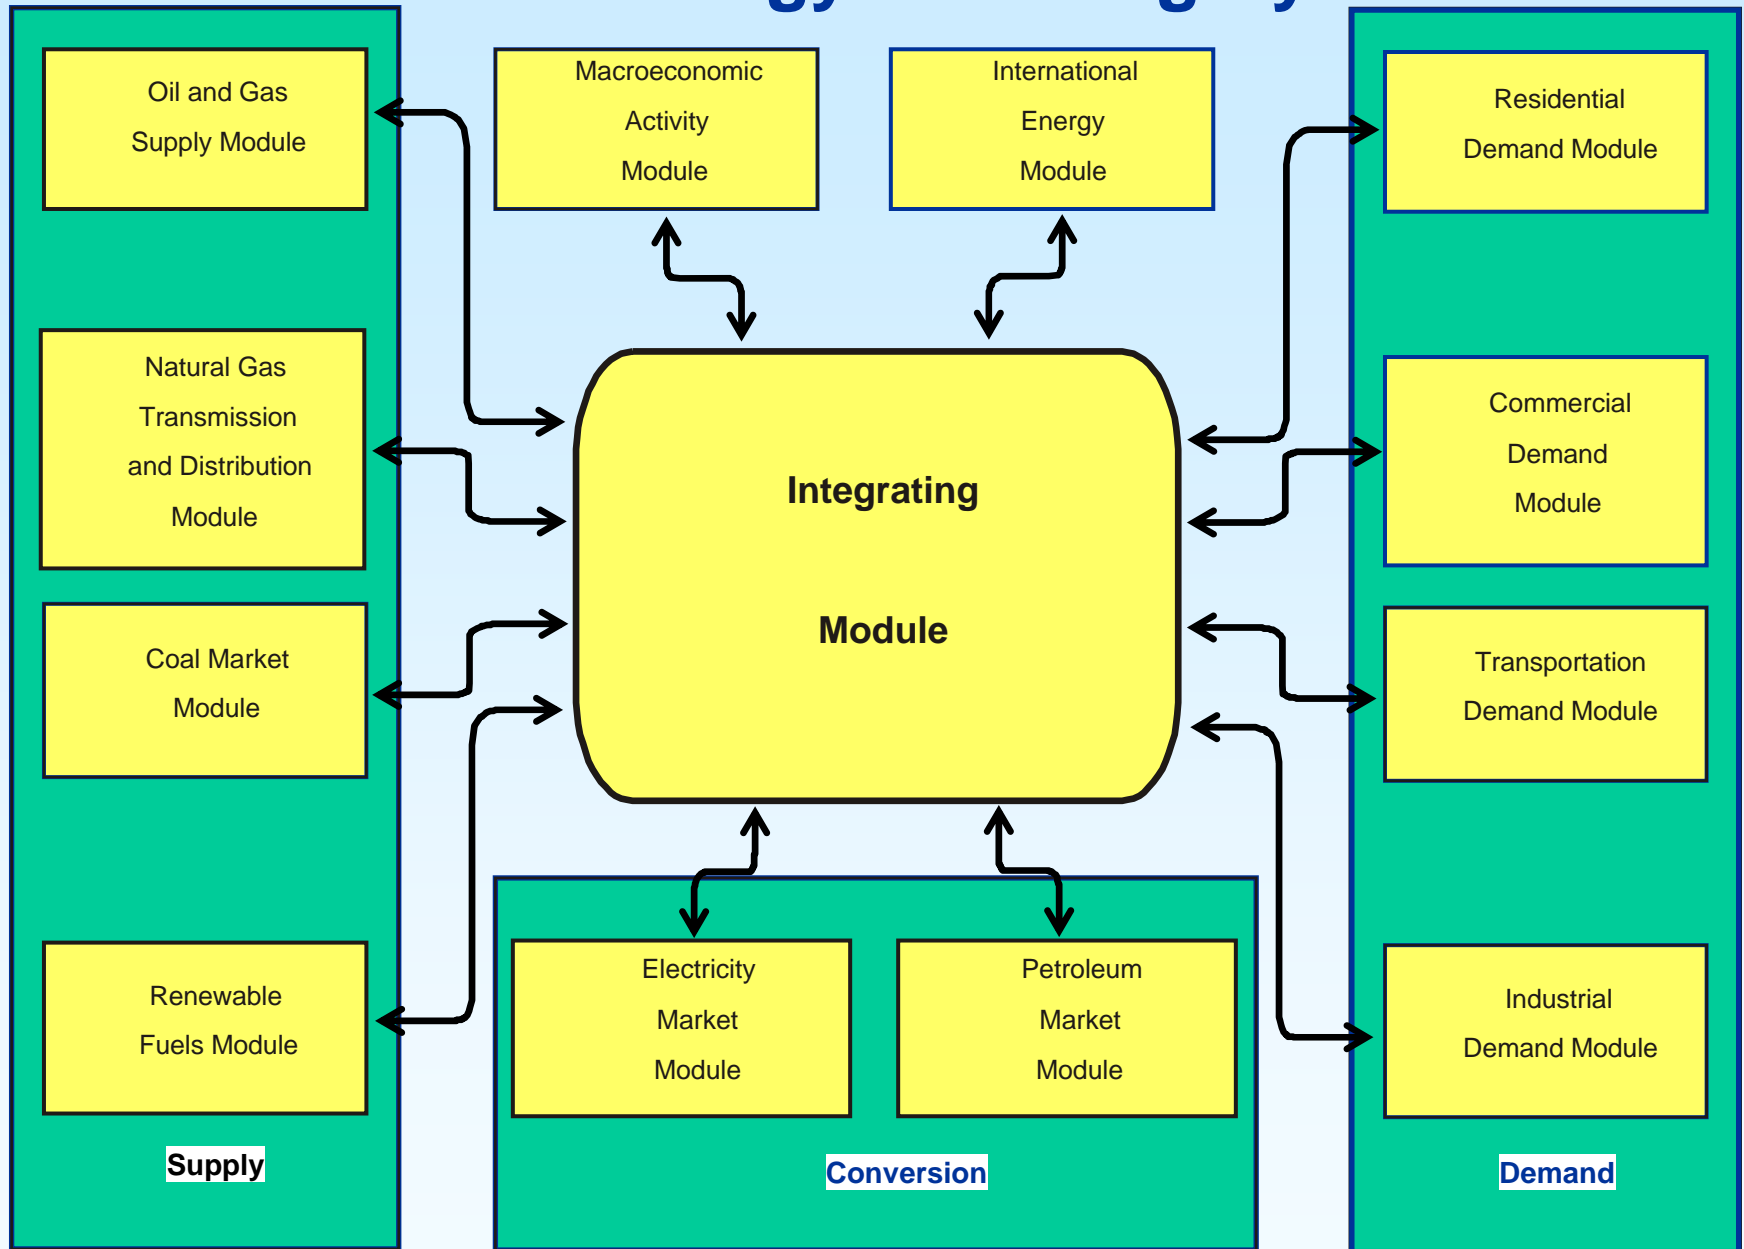 Oil and Gas
Supply Module
Natural Gas
Transmission
and Distribution
Module
Coal Market
Module
Renewable
Fuels Module
Supply
Macroeconomic
Activity
Module
International
Energy
Module
Integrating
Module
Electricity
Market
Module
Petroleum
Market
Module
Conversion
Residential
Demand Module
Commercial
Demand
Module
Transportation
Demand Module
Industrial
Demand Module
Demand